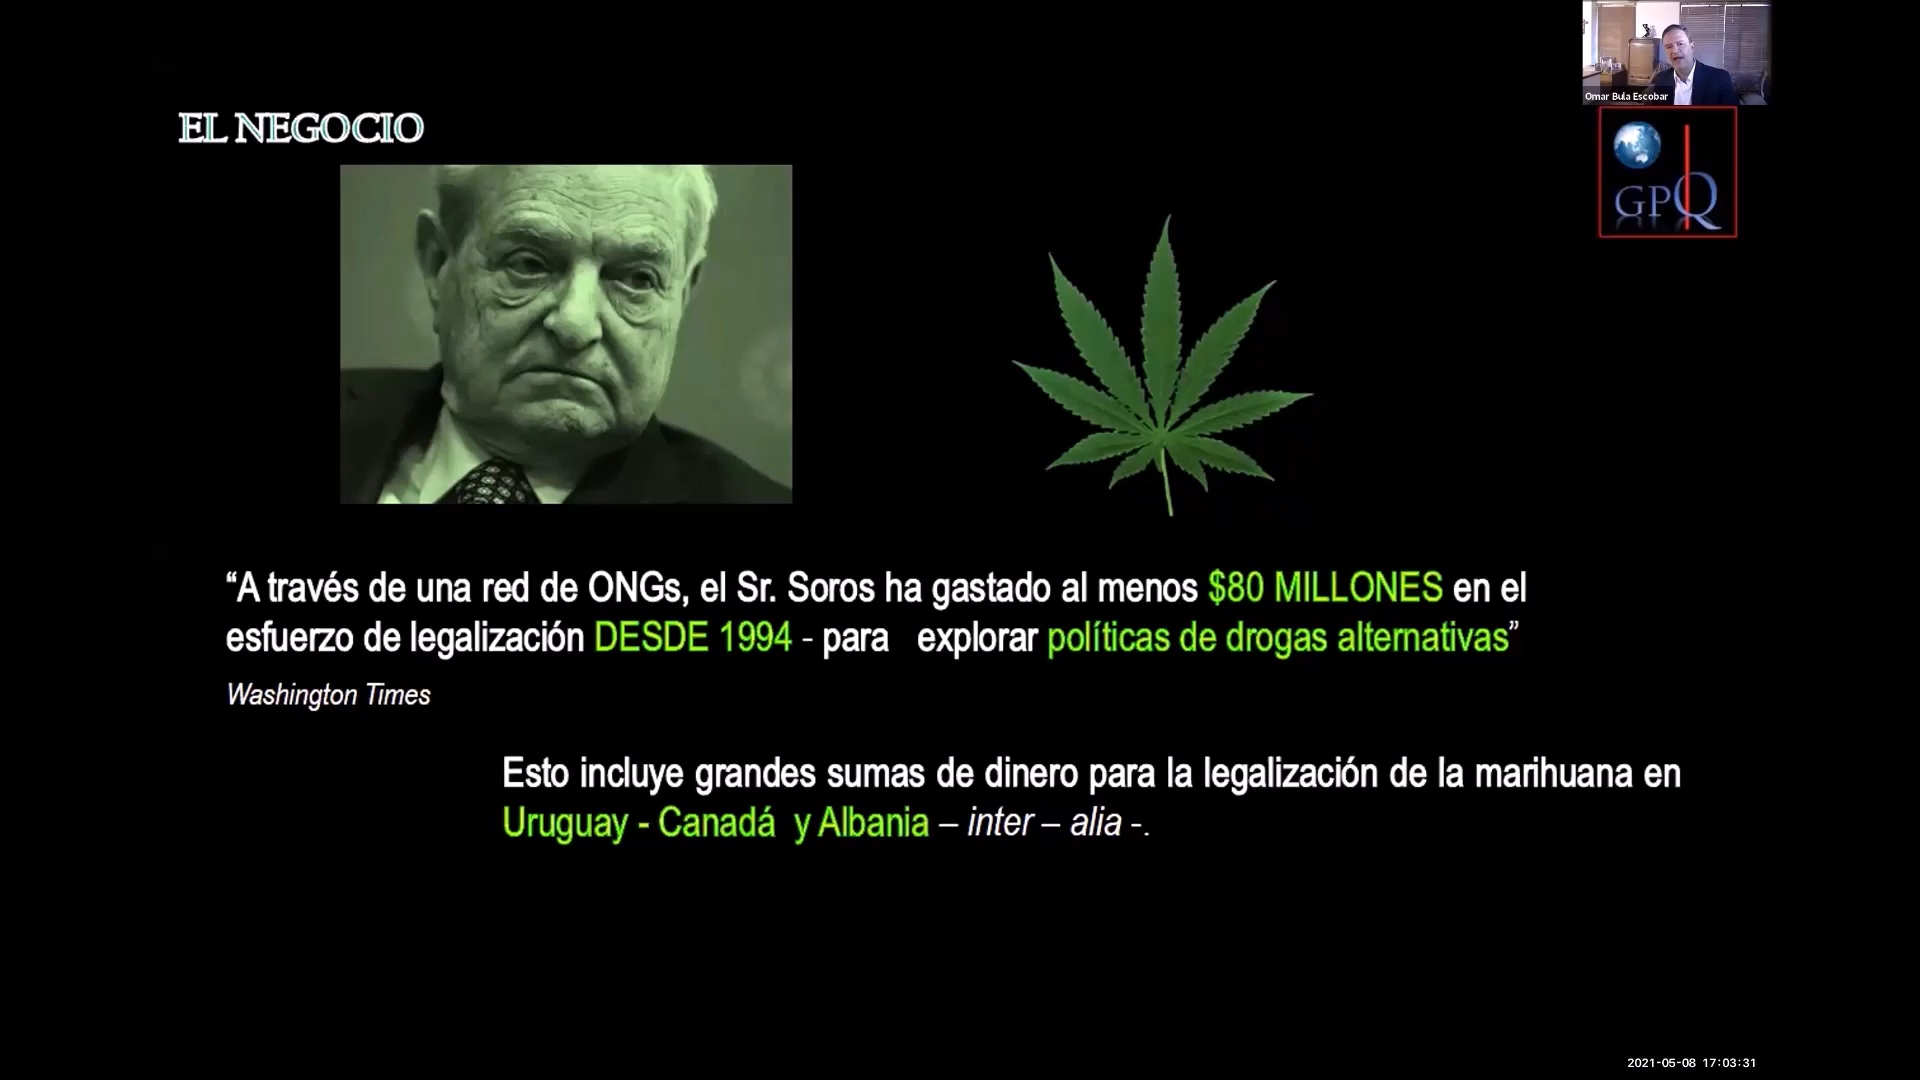 Omar Bula Escobar
EL NEGOCIO
GPQ
“A través de una red de ONGs, el Sr. Soros ha gastado al menos $80 MILLONES en el
esfuerzo de legalización DESDE 1994 - para explorar políticas de drogas alternativas”
Washington Times
Esto incluye grandes sumas de dinero para la legalización de la marihuana en
Uruguay - Canadá y Albania – inter – alia -.
2021-05-08 17:03:31